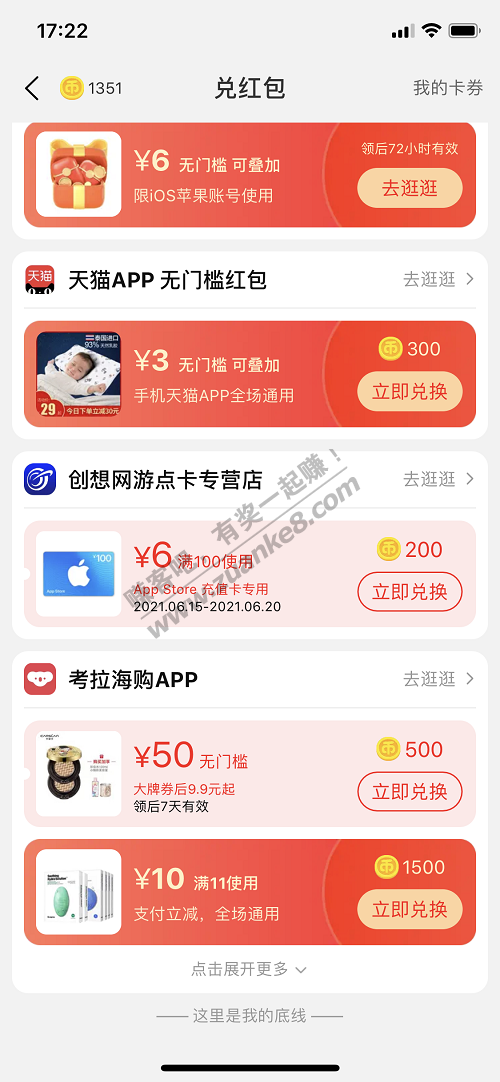 17:22
1351
兑红包
我的卡券
¥6 无门槛 可叠加
限iOS苹果账号使用
领后72小时有效
去逛逛
天猫
天猫APP 无门槛红包
去逛逛
泰国进口
93% 天然乳胶
29
今日下单立减30元
¥3 无门槛 可叠加
手机天猫APP全场通用
300
立即兑换
创想网游点卡专营店
去逛逛
¥100
App Store
¥6 满100使用
App Store 充值卡专用
2021.06.15-2021.06.20
200
立即兑换
赚客吧，有奖一起赚！
www.zuanke8.com
考拉海购APP
去逛逛
¥50 无门槛
大牌券后9.9元起
领后7天有效
500
立即兑换
¥10 满11使用
支付立减，全场通用
1500
立即兑换
点击展开更多
这里是我的底线